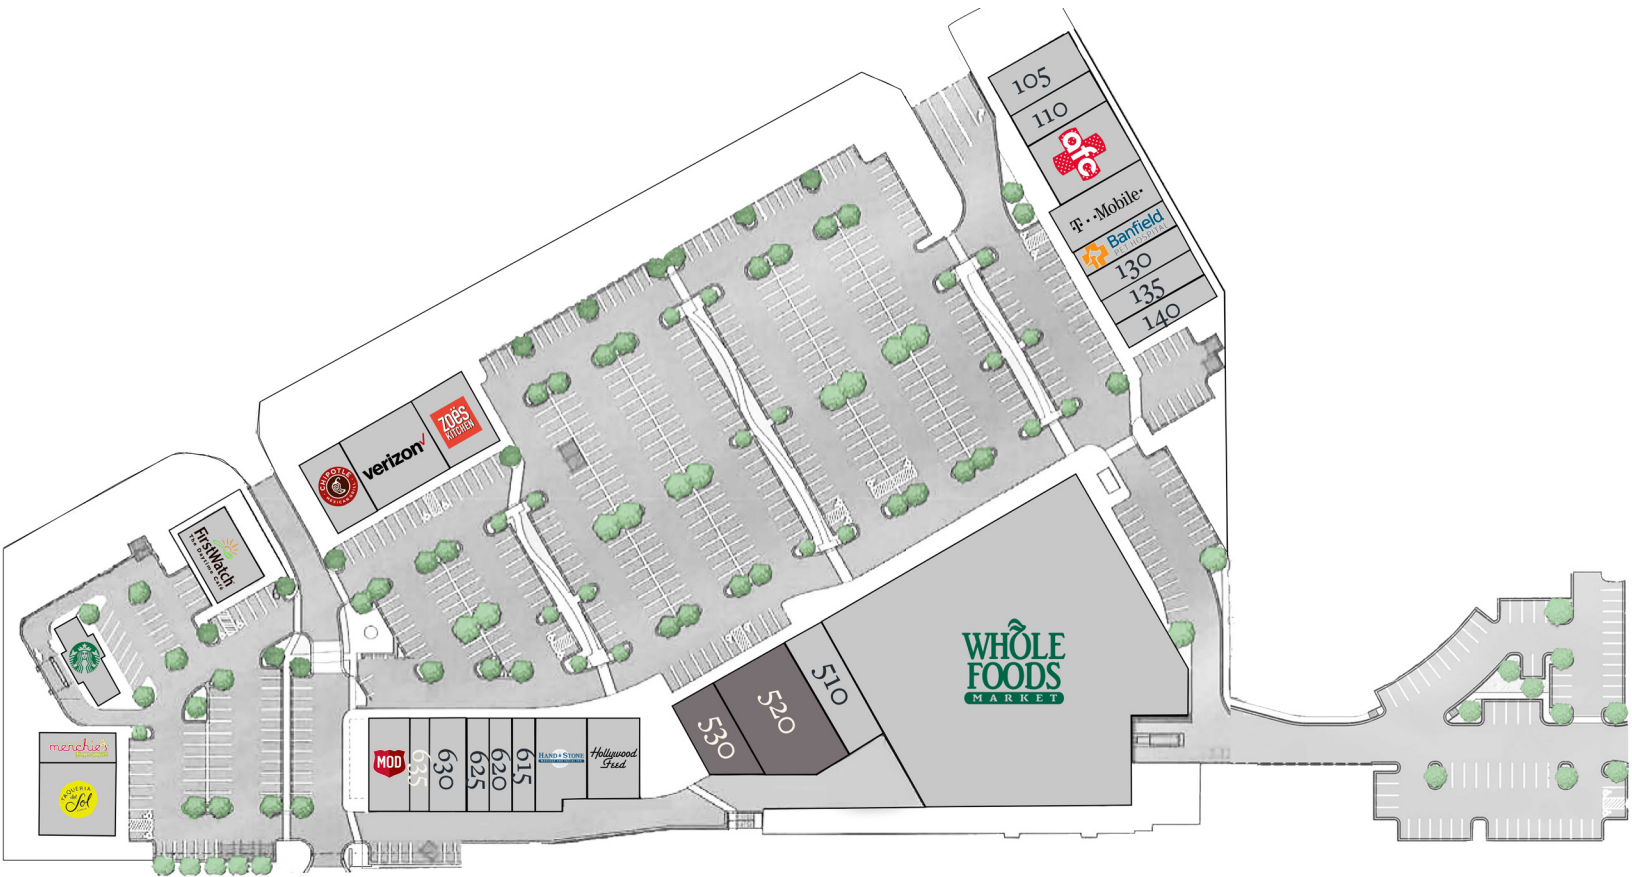 105
110
afc
T··Mobile·
Banfield
PET HOSPITAL
130
135
140
ZOËS
KITCHEN
verizon
CHIPOTLE
MEXICAN GRILL
FirstWatch
The Daytime Cafe
menchie's
TAQUERIA
del
Sol
MOD
635
630
625
620
615
HAND & STONE
Hollywood
Feed
530
520
510
WHOLE
FOODS
MARKET